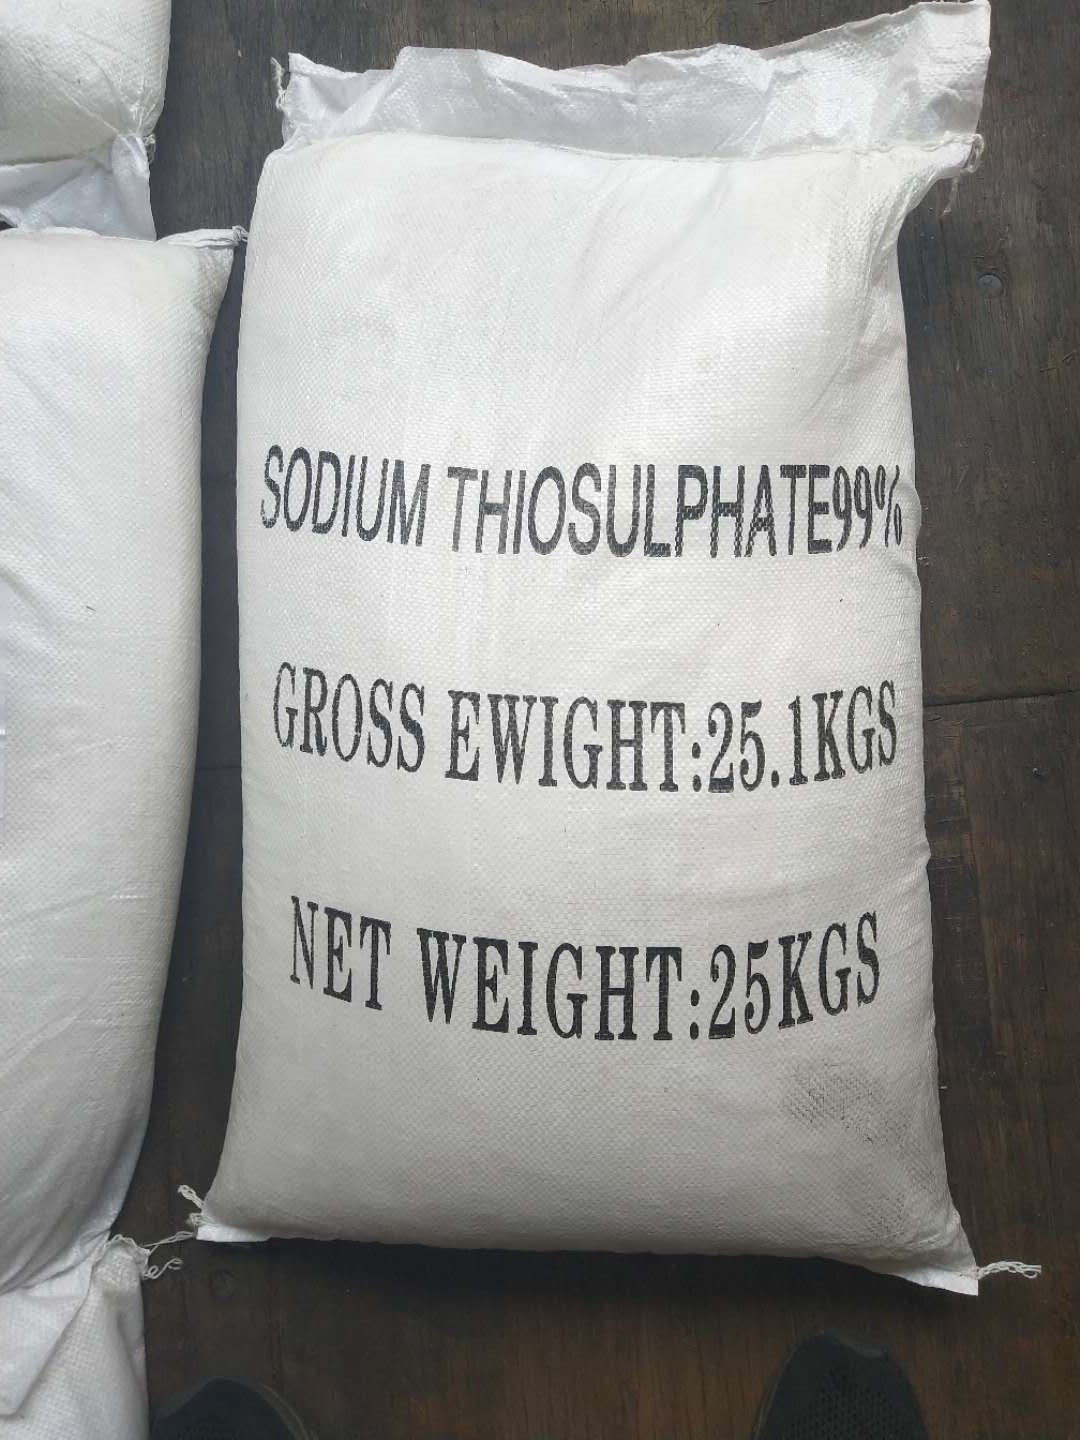 SODIUM THIOSULPHATE99%
GROSS EWIGHT:25.1KGS
NET WEIGHT:25KGS